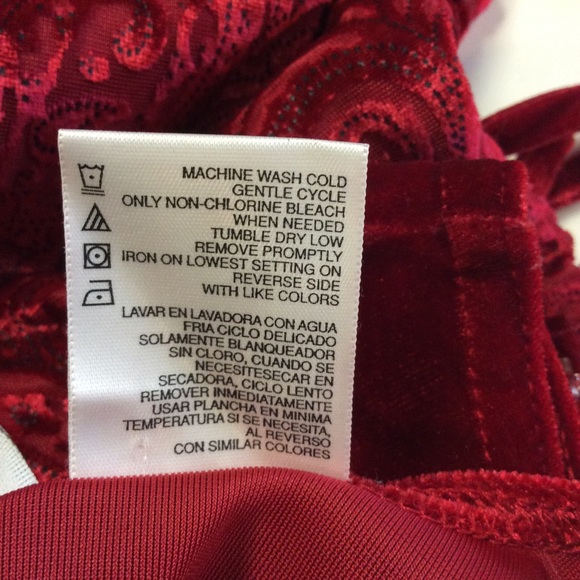 MACHINE WASH COLD
GENTLE CYCLE
ONLY NON-CHLORINE BLEACH
WHEN NEEDED
TUMBLE DRY LOW
REMOVE PROMPTLY
IRON ON LOWEST SETTING ON
REVERSE SIDE
WITH LIKE COLORS
LAVAR EN LAVADORA CON AGUA
FRIA CICLO DELICADO
SOLAMENTE BLANQUEADOR
SIN CLORO, CUANDO SE
NECESITESECAR EN
SECADORA, CICLO LENTO
REMOVER INMEDIATAMENTE
USAR PLANCHA EN MINIMA
TEMPERATURA SI SE NECESITA
AL REVERSO
CON SIMILAR COLORES